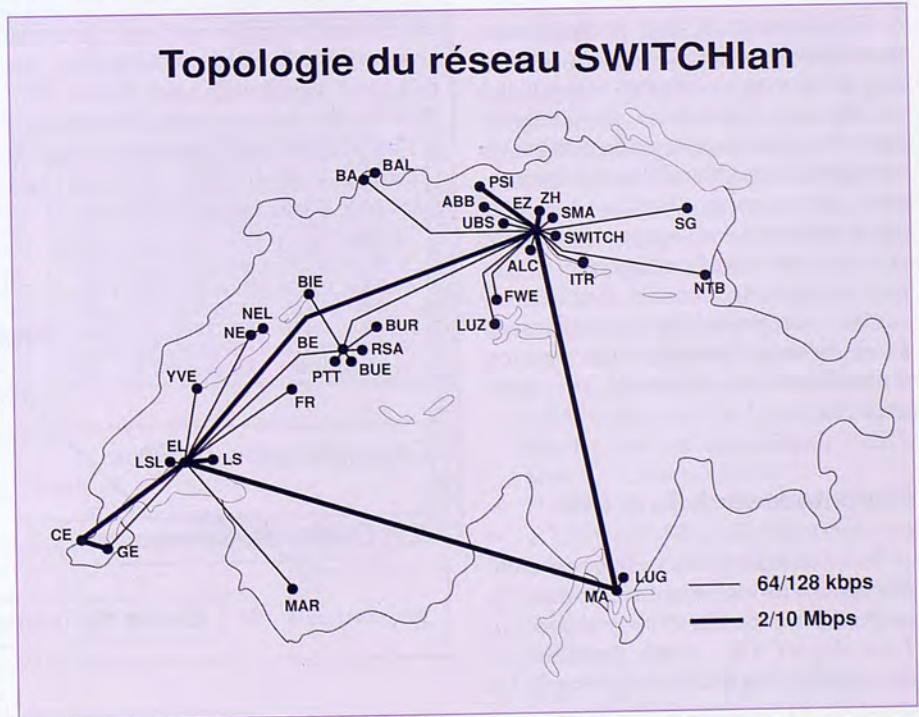 Topologie du réseau SWITCHlan
BA
BAL
PSI
ABB
EZ
ZH
SMA
UBS
SWITCH
SG
ALC
ITR
NTB
FWE
LUZ
BIE
NEL
NE
BUR
BE
RSA
PTT
BUE
YVE
FR
EL
LSL
LS
CE
GE
MAR
LUG
MA
64/128 kbps
2/10 Mbps